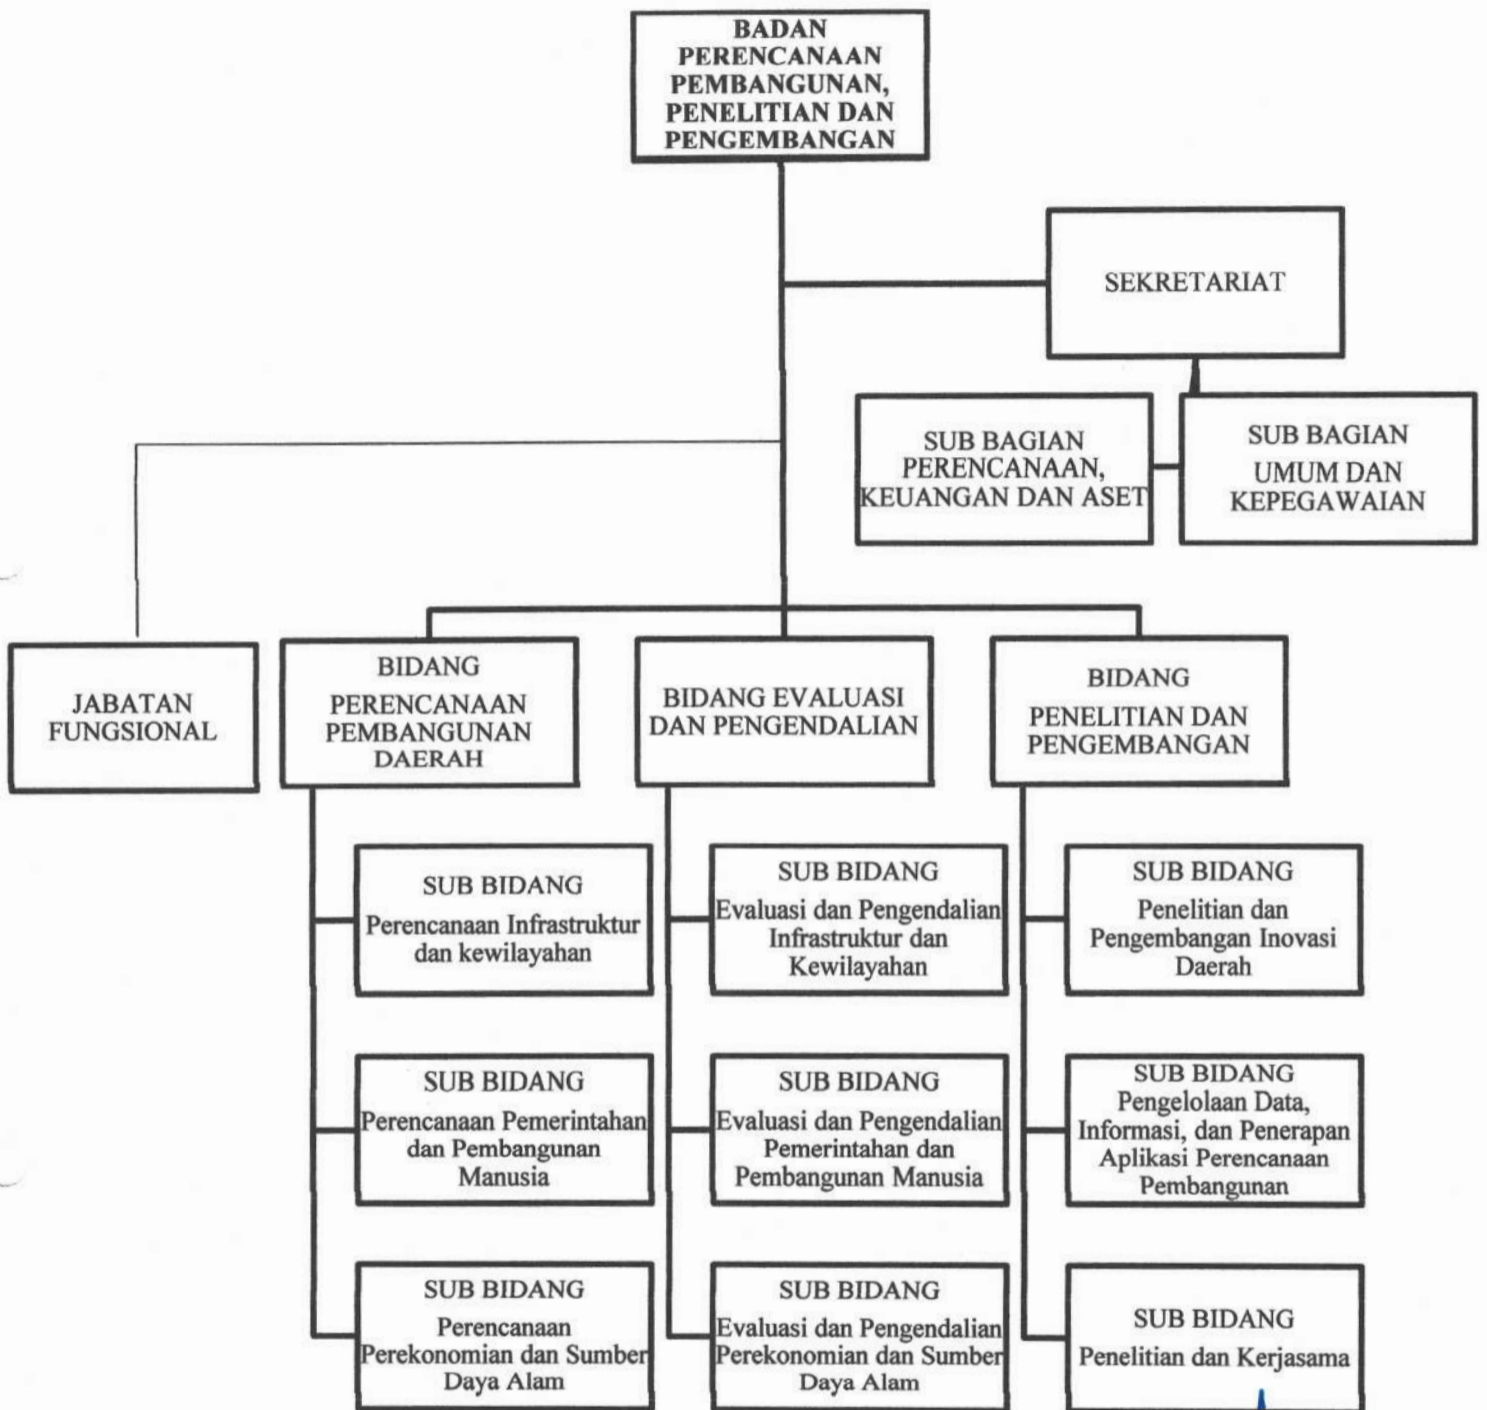 BADAN
PERENCANAAN
PEMBANGUNAN,
PENELITIAN DAN
PENGEMBANGAN
SEKRETARIAT
SUB BAGIAN
PERENCANAAN,
KEUANGAN DAN ASET
SUB BAGIAN
UMUM DAN
KEPEGAWAIAN
JABATAN
FUNGSIONAL
BIDANG
PERENCANAAN
PEMBANGUNAN
DAERAH
BIDANG EVALUASI
DAN PENGENDALIAN
BIDANG
PENELITIAN DAN
PENGEMBANGAN
SUB BIDANG
Perencanaan Infrastruktur
dan kewilayahan
SUB BIDANG
Evaluasi dan Pengendalian
Infrastruktur dan
Kewilayahan
SUB BIDANG
Penelitian dan
Pengembangan Inovasi
Daerah
SUB BIDANG
Perencanaan Pemerintahan
dan Pembangunan
Manusia
SUB BIDANG
Evaluasi dan Pengendalian
Pemerintahan dan
Pembangunan Manusia
SUB BIDANG
Pengelolaan Data,
Informasi, dan Penerapan
Aplikasi Perencanaan
Pembangunan
SUB BIDANG
Perencanaan
Perekonomian dan Sumber
Daya Alam
SUB BIDANG
Evaluasi dan Pengendalian
Perekonomian dan Sumber
Daya Alam
SUB BIDANG
Penelitian dan Kerjasama